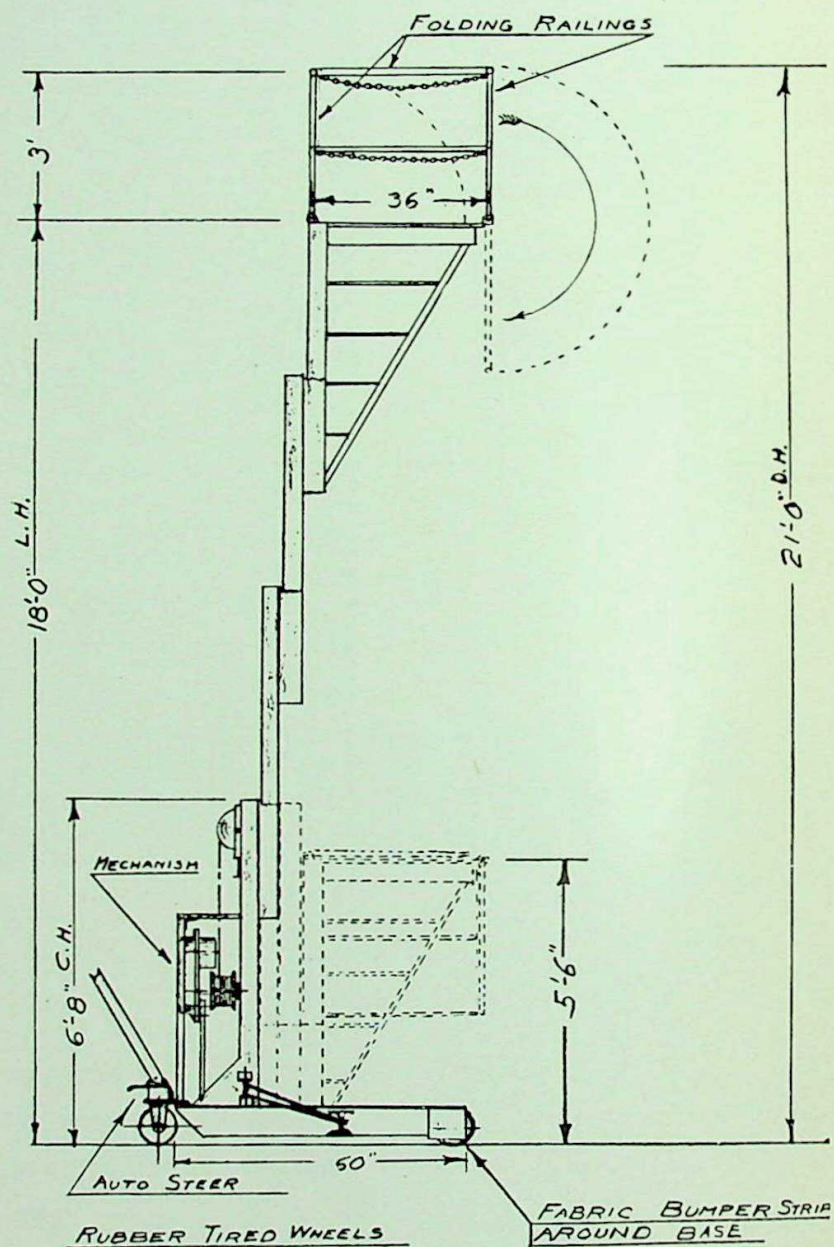 FOLDING RAILINGS
3'
36"
18'-0" L.H.
21'-0" D.H.
MECHANISM
6'-8" C.H.
5'-6"
50"
AUTO STEER
RUBBER TIRED WHEELS
FABRIC BUMPER STRIP
AROUND BASE